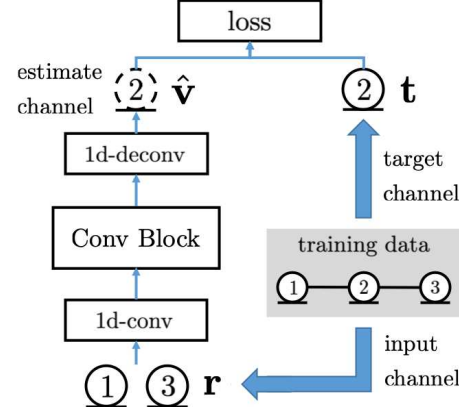 loss
estimate
channel
2 v̂
2 t
1d-deconv
target
channel
Conv Block
training data
1 2 3
1d-conv
input
channel
1 3 r